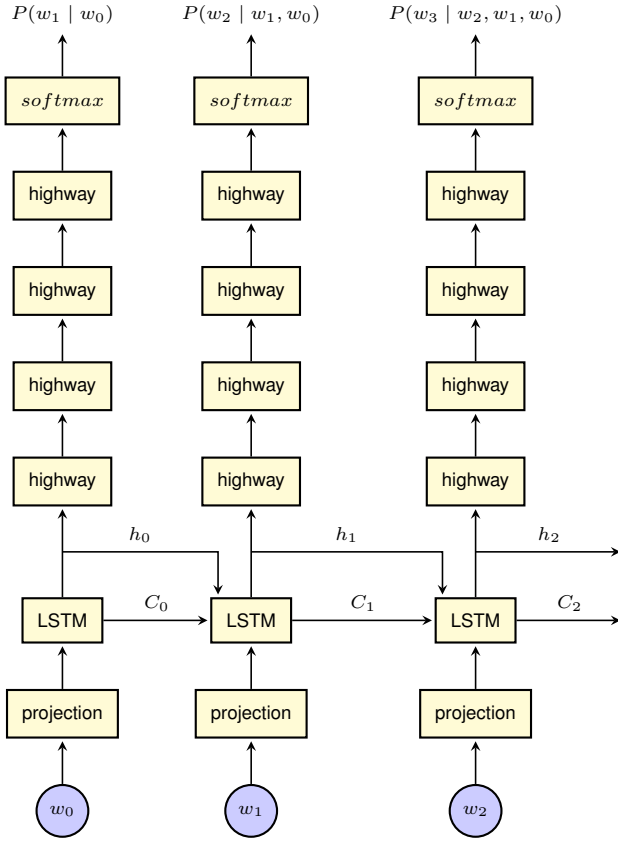 P(w₁ | w₀) P(w₂ | w₁, w₀) P(w₃ | w₂, w₁, w₀)
softmax softmax softmax
highway highway highway
highway highway highway
highway highway highway
highway highway highway
h₀ h₁ h₂
C₀ C₁ C₂
LSTM LSTM LSTM
projection projection projection
w₀ w₁ w₂